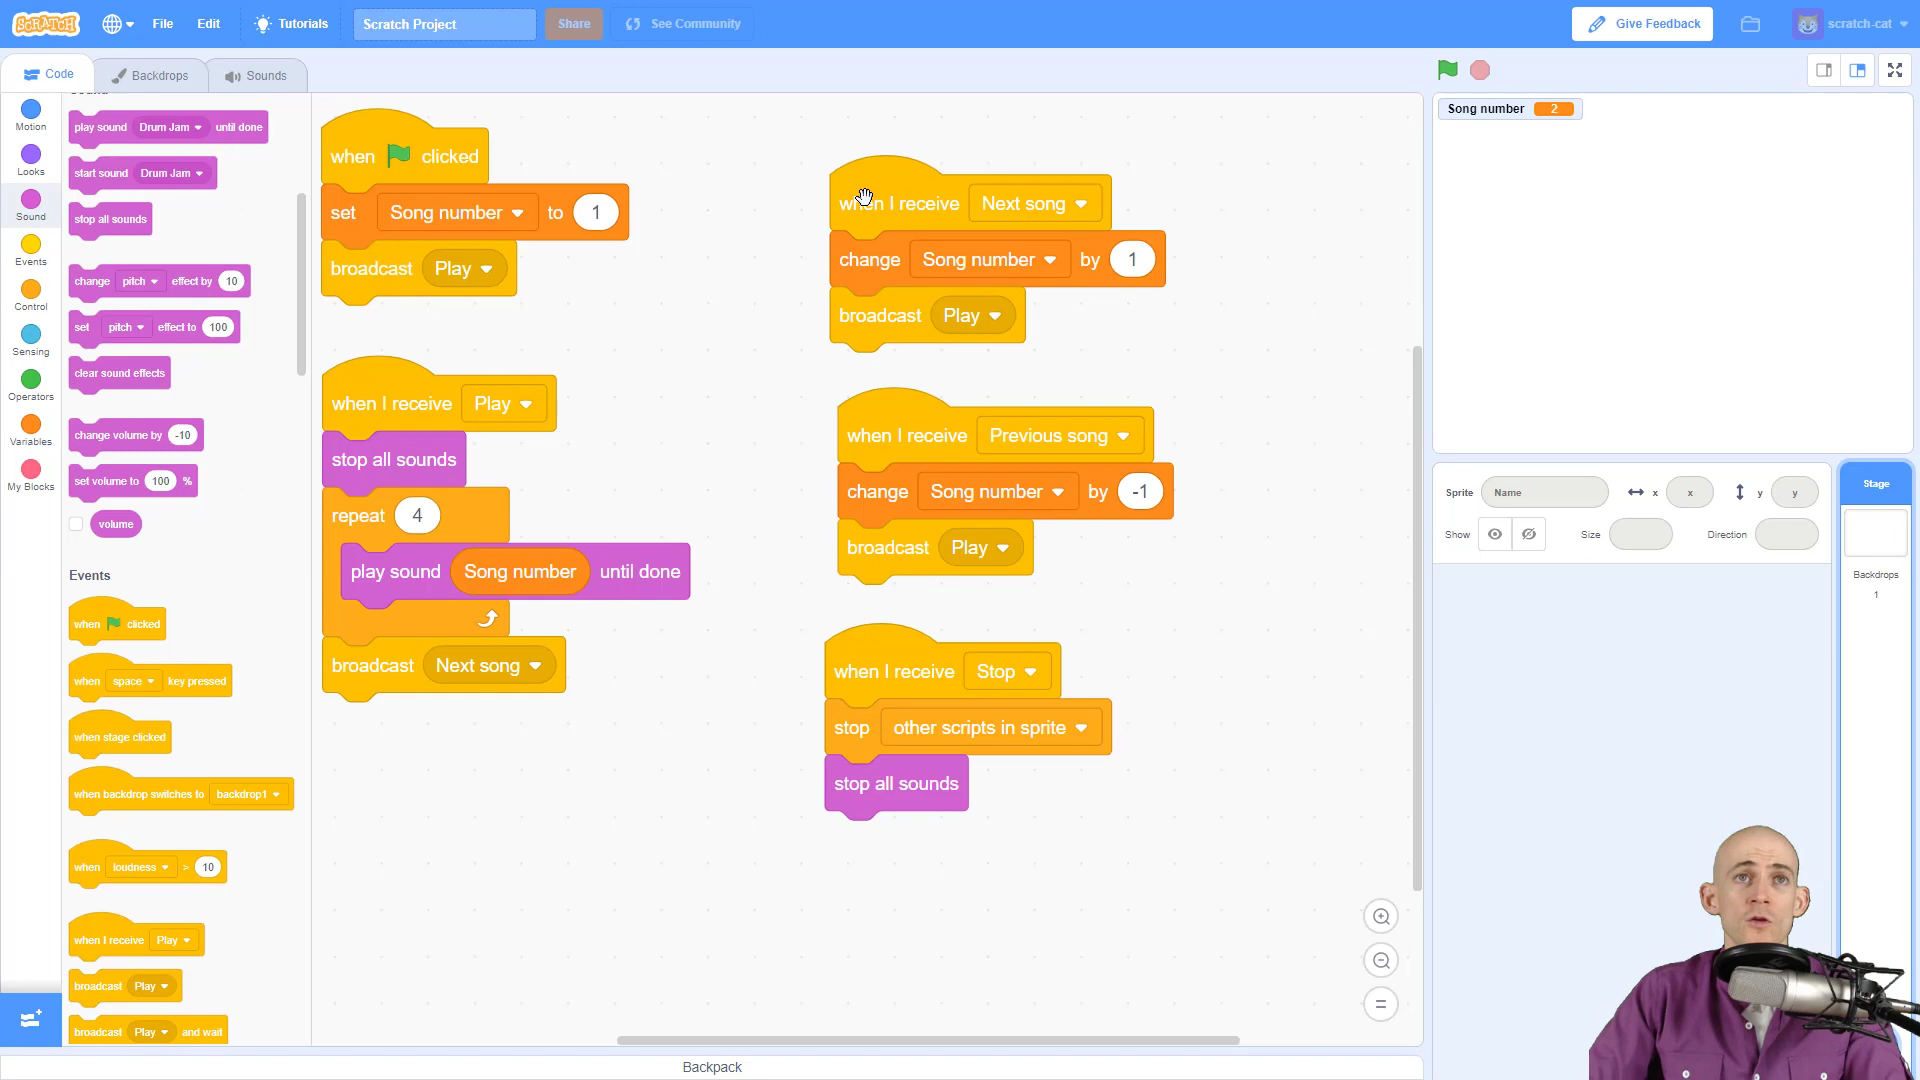 SCRATCH
File
Edit
Tutorials
Scratch Project
Share
See Community
Give Feedback
scratch-cat
Code
Backdrops
Sounds
Motion
Looks
Sound
Events
Control
Sensing
Operators
Variables
My Blocks
play sound Drum Jam until done
start sound Drum Jam
stop all sounds
change pitch effect by 10
set pitch effect to 100
clear sound effects
change volume by -10
set volume to 100 %
volume
Events
when clicked
when space key pressed
when stage clicked
when backdrop switches to backdrop1
when loudness > 10
when I receive Play
broadcast Play
broadcast Play and wait
when clicked
set Song number to 1
broadcast Play
when I receive Play
stop all sounds
repeat 4
play sound Song number until done
broadcast Next song
when I receive Next song
change Song number by 1
broadcast Play
when I receive Previous song
change Song number by -1
broadcast Play
when I receive Stop
stop other scripts in sprite
stop all sounds
Backpack
Song number 2
Sprite Name x x y y
Show Size Direction
Stage
Backdrops
1